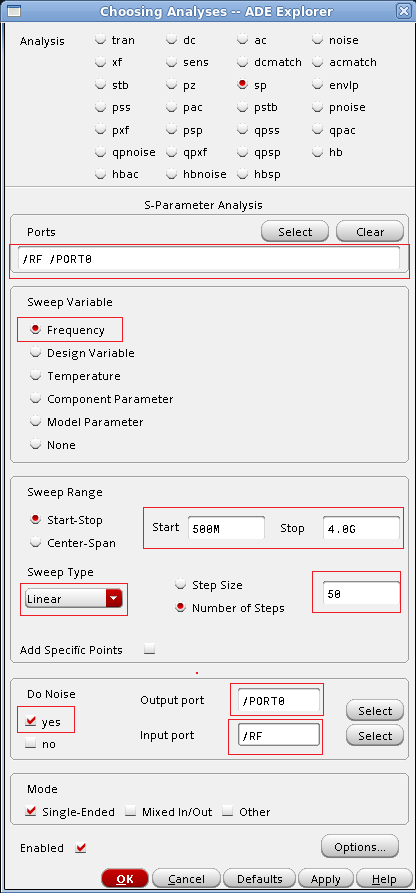 Choosing Analyses -- ADE Explorer
Analysis tran dc ac noise
xf sens dcmatch acmatch
stb pz sp envlp
pss pac pstb pnoise
pxf psp qpss qpac
qpnoise qpxf qpsp hb
hbac hbnoise hbsp
S-Parameter Analysis
Ports Select Clear
/RF /PORT0
Sweep Variable
Frequency
Design Variable
Temperature
Component Parameter
Model Parameter
None
Sweep Range
Start-Stop Start 500M Stop 4.0G
Center-Span
Sweep Type
Step Size
Linear Number of Steps 50
Add Specific Points
Do Noise Output port /PORT0 Select
yes
Input port /RF Select
no
Mode
Single-Ended Mixed In/Out Other
Enabled Options...
OK Cancel Defaults Apply Help